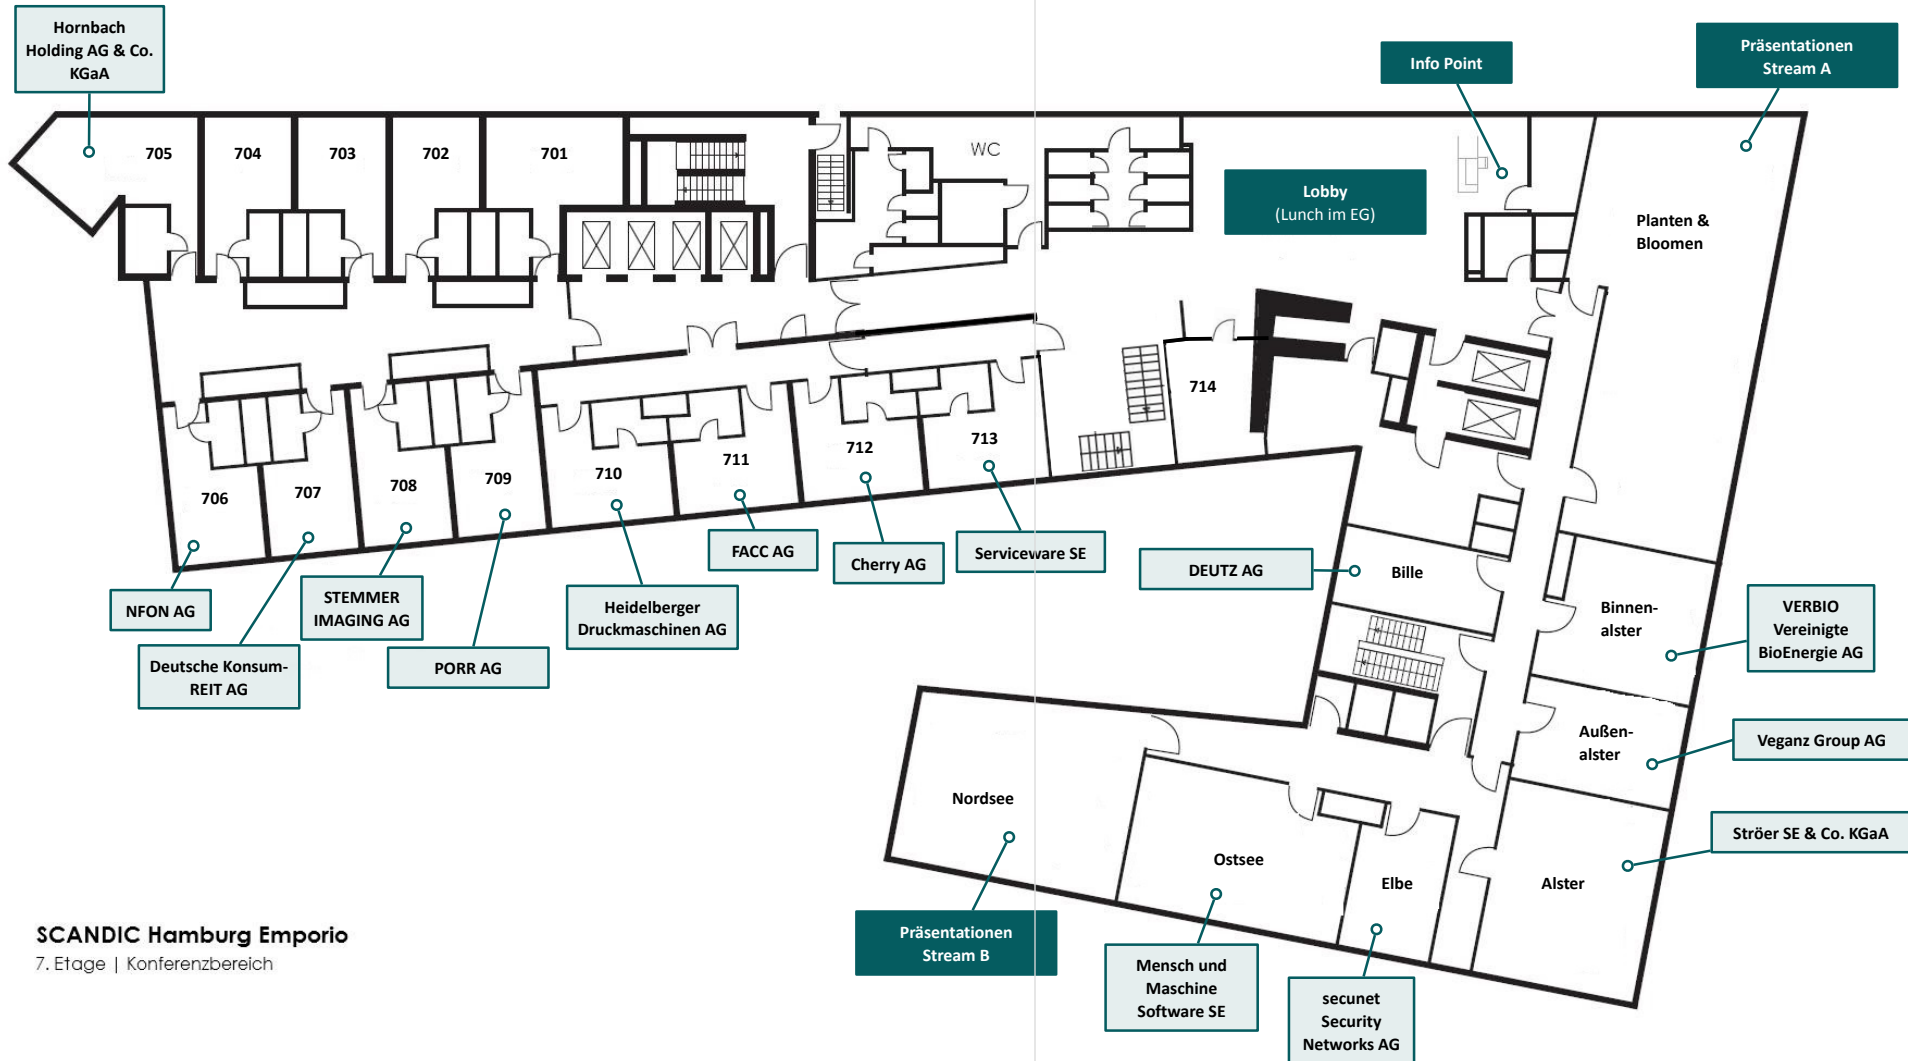 Hornbach
Holding AG & Co.
KGaA
Info Point
Präsentationen
Stream A
705
704
703
702
701
WC
Lobby
(Lunch im EG)
Planten &
Bloomen
714
713
712
711
710
709
708
707
706
NFON AG
Deutsche Konsum-
REIT AG
STEMMER
IMAGING AG
PORR AG
Heidelberger
Druckmaschinen AG
FACC AG
Cherry AG
Serviceware SE
DEUTZ AG
Bille
Binnen-
alster
VERBIO
Vereinigte
BioEnergie AG
Außen-
alster
Veganz Group AG
Nordsee
Ostsee
Elbe
Alster
Ströer SE & Co. KGaA
Präsentationen
Stream B
Mensch und
Maschine
Software SE
secunet
Security
Networks AG
SCANDIC Hamburg Emporio
7. Etage | Konferenzbereich